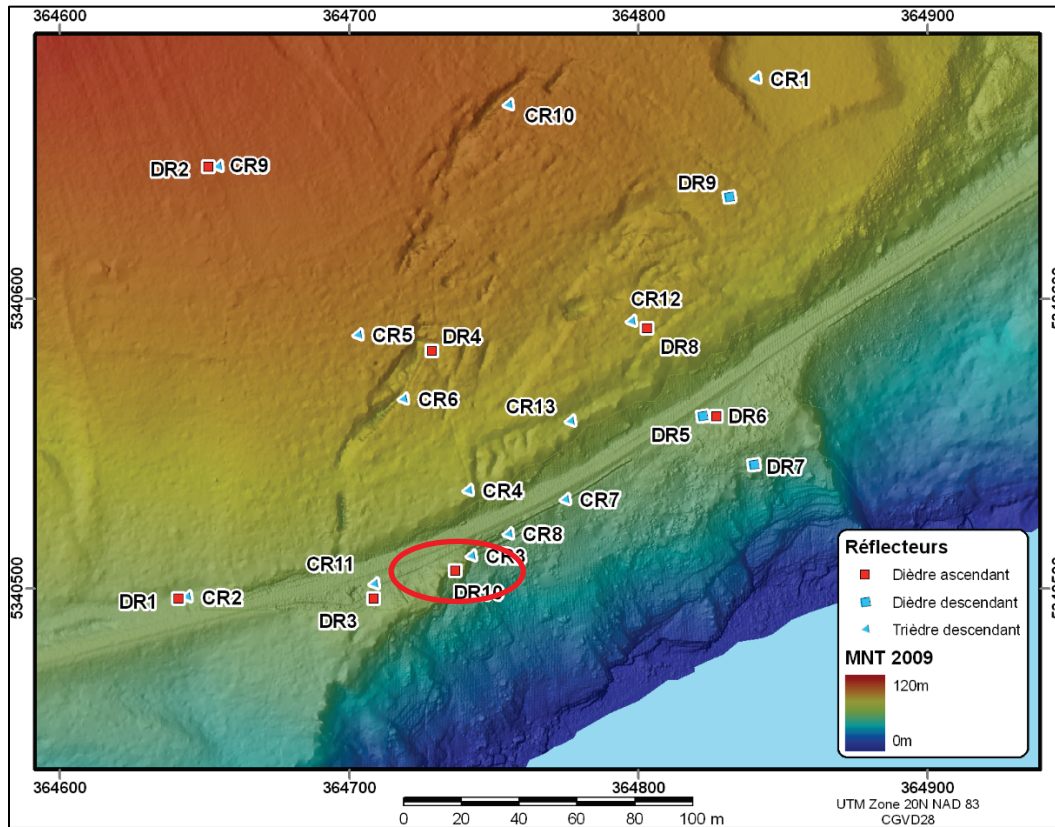 364600 364700 364800 364900
CR1
CR10
DR2 CR9
DR9
5340600
CR12
CR5 DR4
DR8
CR6
CR13
DR5 DR6
DR7
CR4
CR7
CR8
CR3
CR11
DR10
5340500
DR1 CR2
DR3
Réflecteurs
Dièdre ascendant
Dièdre descendant
Trièdre descendant
MNT 2009
120m
0m
364600 364700 364800 364900
0 20 40 60 80 100 m
UTM Zone 20N NAD 83
CGVD28